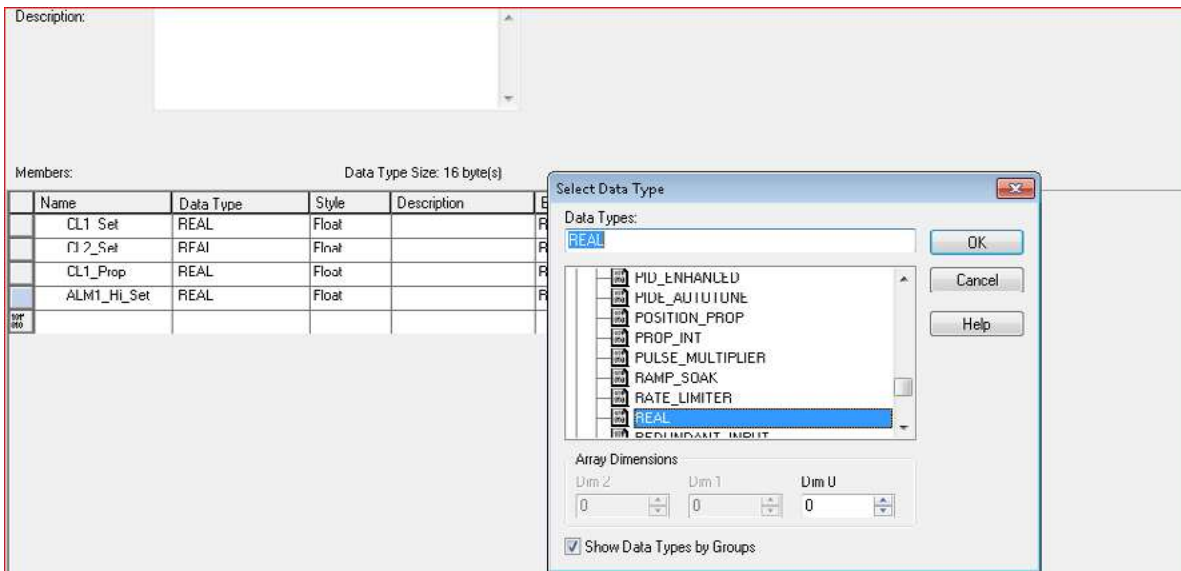 Description:
Members: Data Type Size: 16 byte(s)
Name Data Type Style Description E
CL1_Set REAL Float R
CL2_Set REAL Float R
CL1_Prop REAL Float R
ALM1_Hi_Set REAL Float R
Select Data Type
Data Types:
REAL
OK
Cancel
Help
PID_ENHANCED
PIDE_AUTOTUNE
POSITION_PROP
PROP_INT
PULSE_MULTIPLIER
RAMP_SOAK
RATE_LIMITER
REAL
REDUNDANT_INPUT
Array Dimensions
Dim 2 Dim 1 Dim 0
0 0 0
Show Data Types by Groups